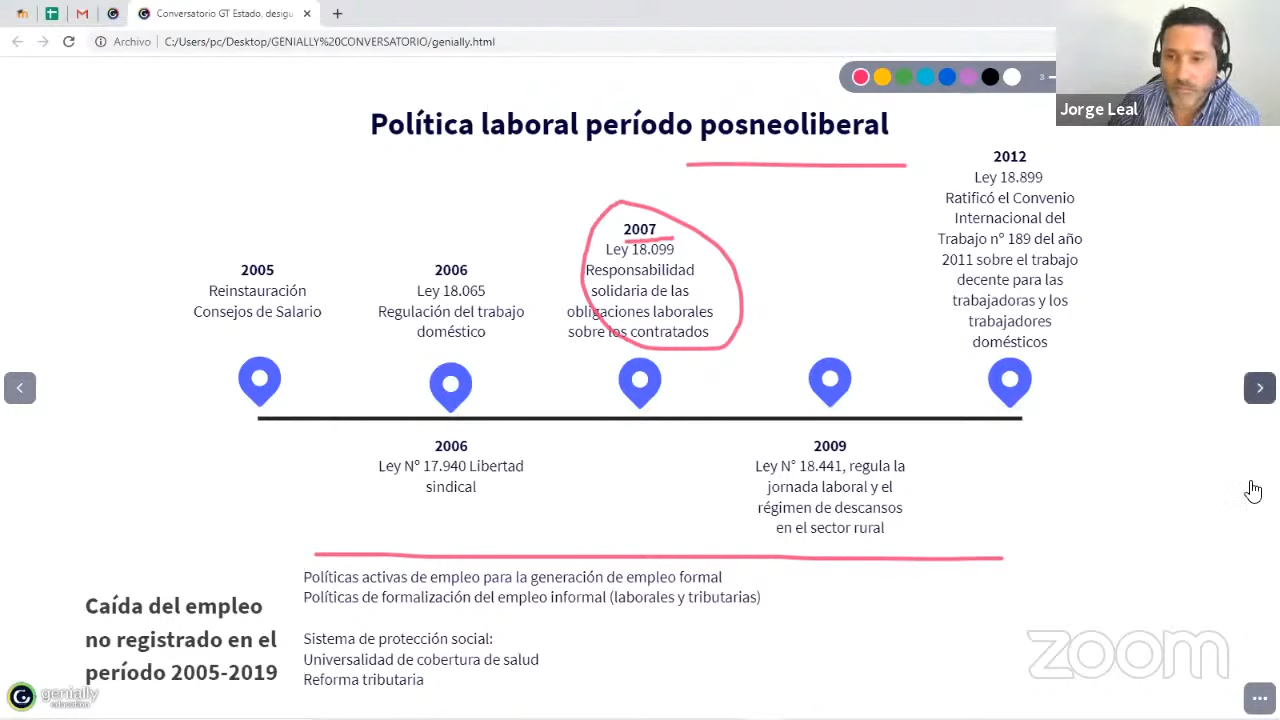 Conversatorio GT Estado, desigu
Archivo
C:/Users/pc/Desktop/GENIALLY%20CONVERSATORIO/genially.html
3
Jorge Leal
Política laboral período posneoliberal
2005
Reinstauración
Consejos de Salario
2006
Ley 18.065
Regulación del trabajo
doméstico
2007
Ley 18.099
Responsabilidad
solidaria de las
obligaciones laborales
sobre los contratados
2012
Ley 18.899
Ratificó el Convenio
Internacional del
Trabajo nº 189 del año
2011 sobre el trabajo
decente para las
trabajadoras y los
trabajadores
domésticos
2006
Ley Nº 17.940 Libertad
sindical
2009
Ley N° 18.441, regula la
jornada laboral y el
régimen de descansos
en el sector rural
Caída del empleo
no registrado en el
período 2005-2019
Políticas activas de empleo para la generación de empleo formal
Políticas de formalización del empleo informal (laborales y tributarias)
Sistema de protección social:
Universalidad de cobertura de salud
Reforma tributaria
genially
education
zoom